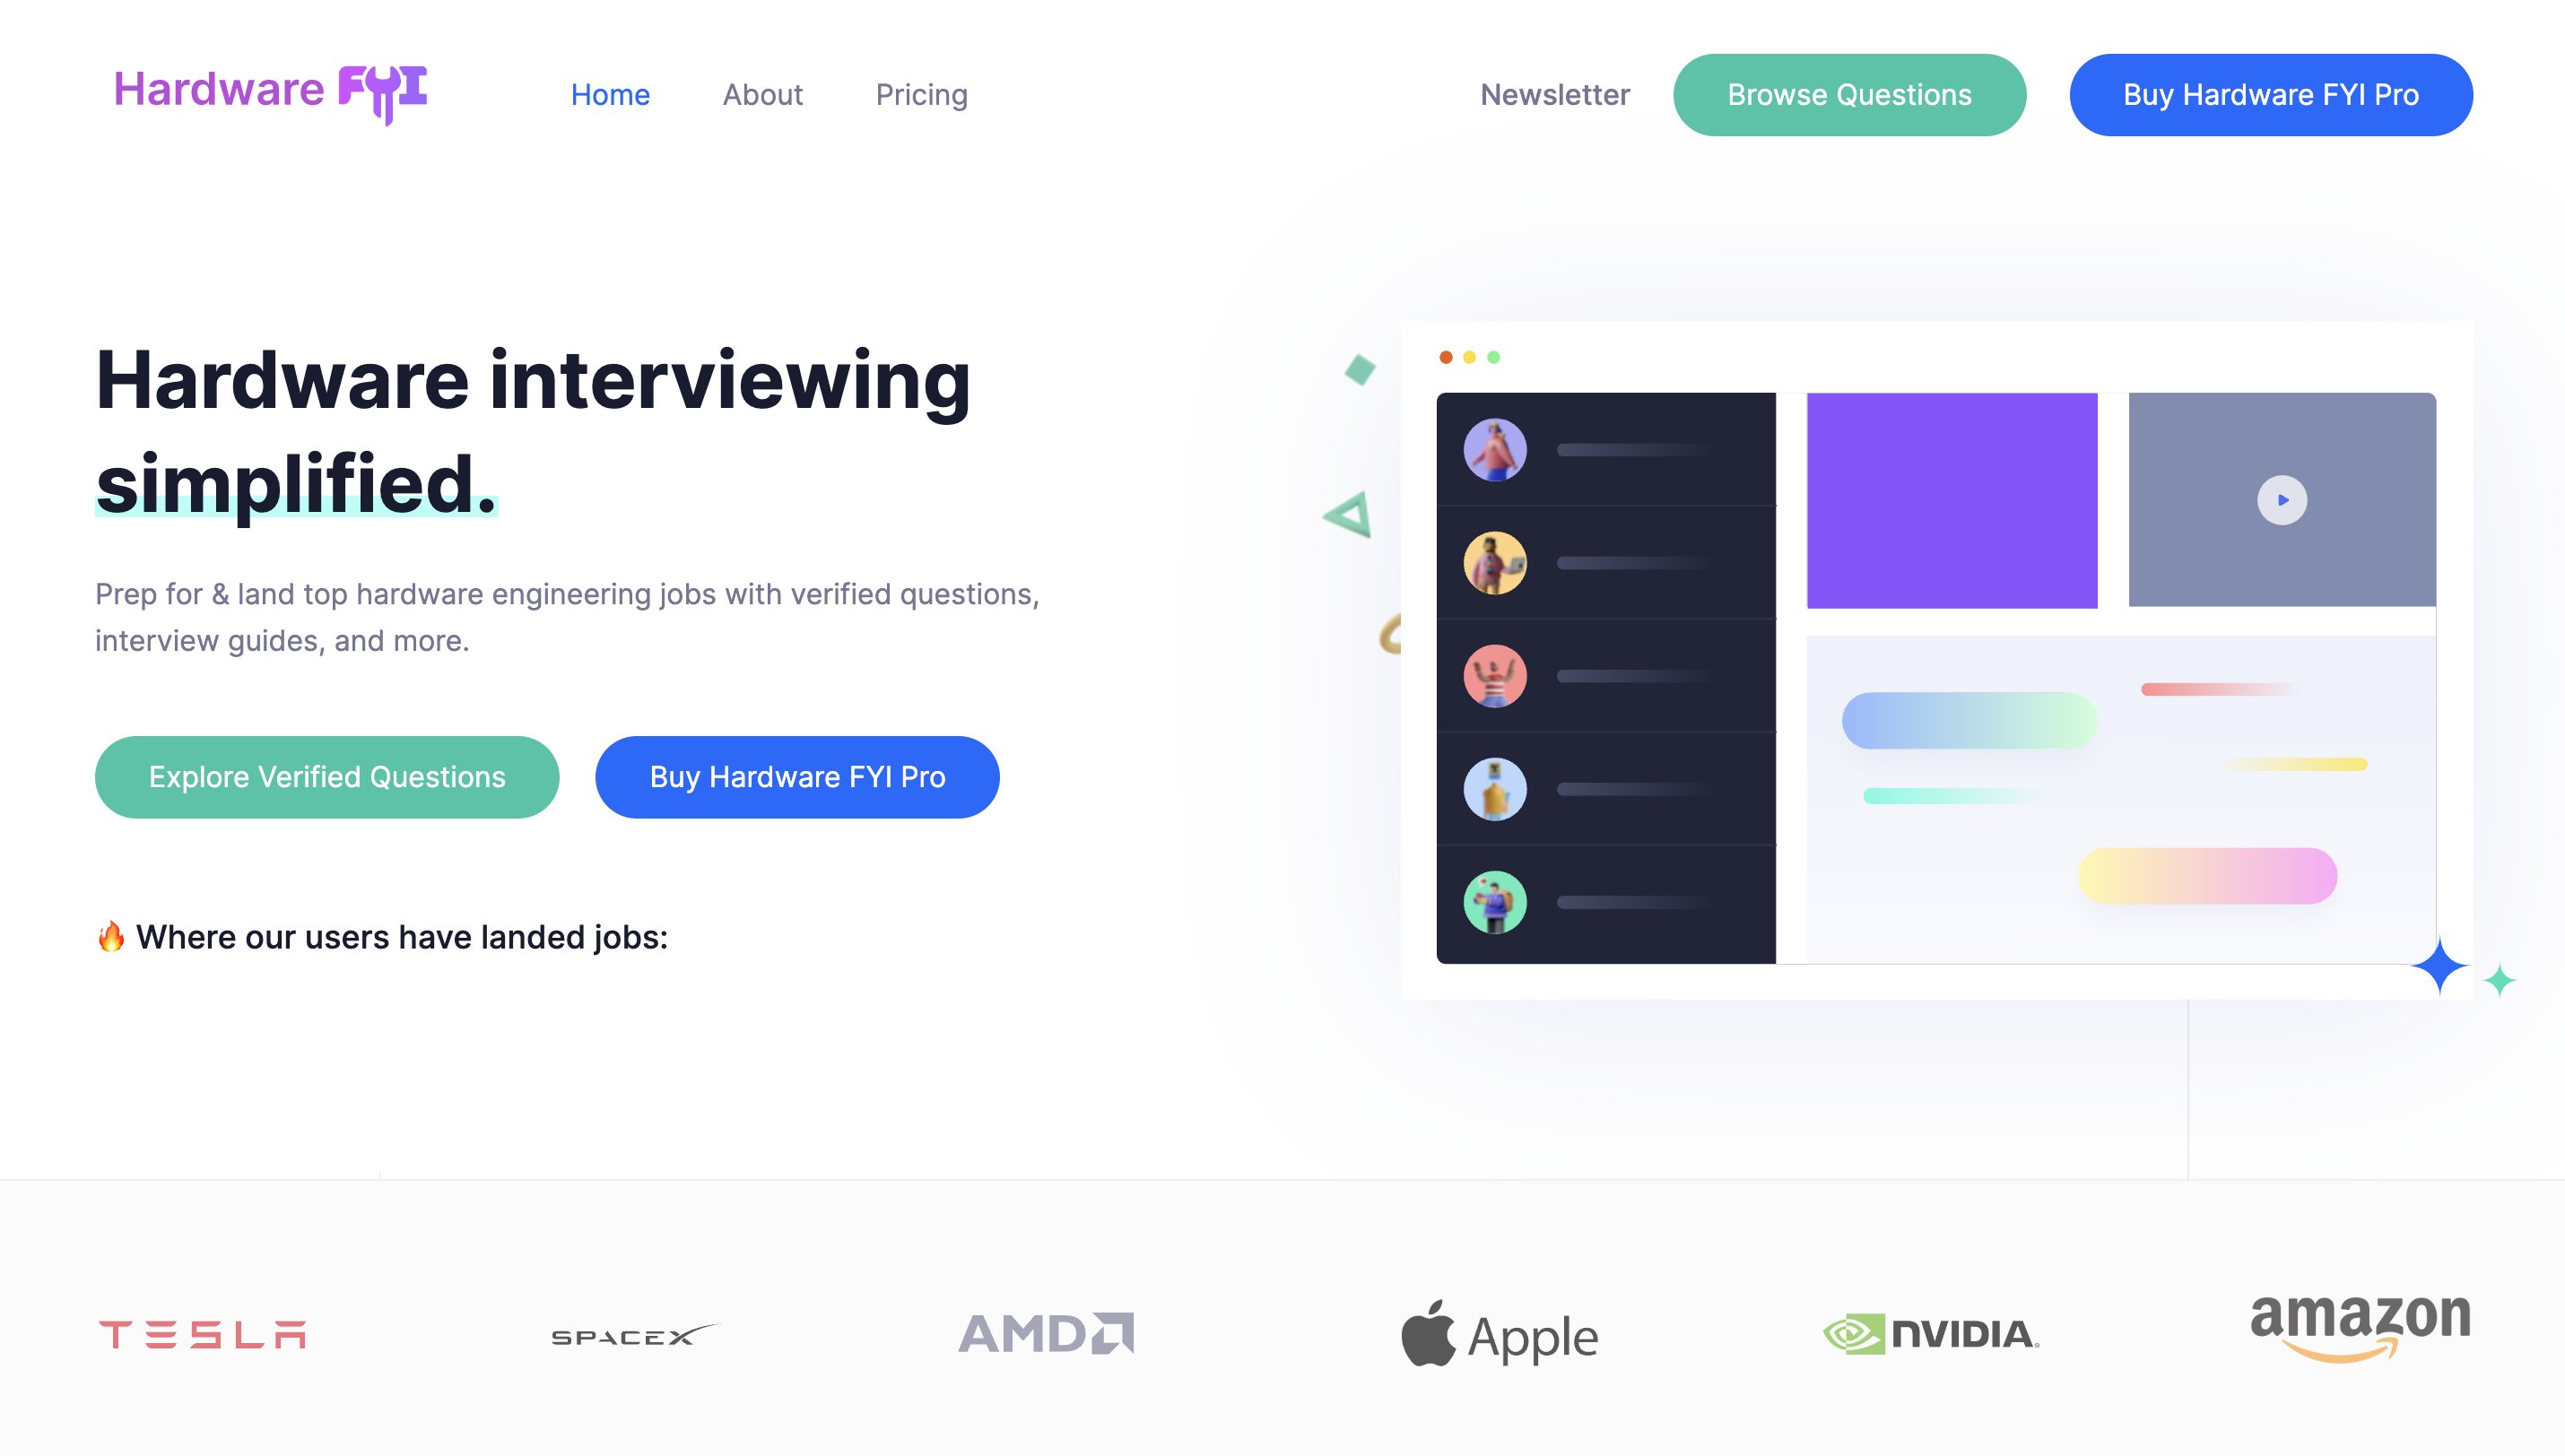 Hardware FYI
Home
About
Pricing
Newsletter
Browse Questions
Buy Hardware FYI Pro
Hardware interviewing
simplified.
Prep for & land top hardware engineering jobs with verified questions,
interview guides, and more.
Explore Verified Questions
Buy Hardware FYI Pro
🔥 Where our users have landed jobs:
TESLA
SPACEX
AMD
Apple
NVIDIA
amazon